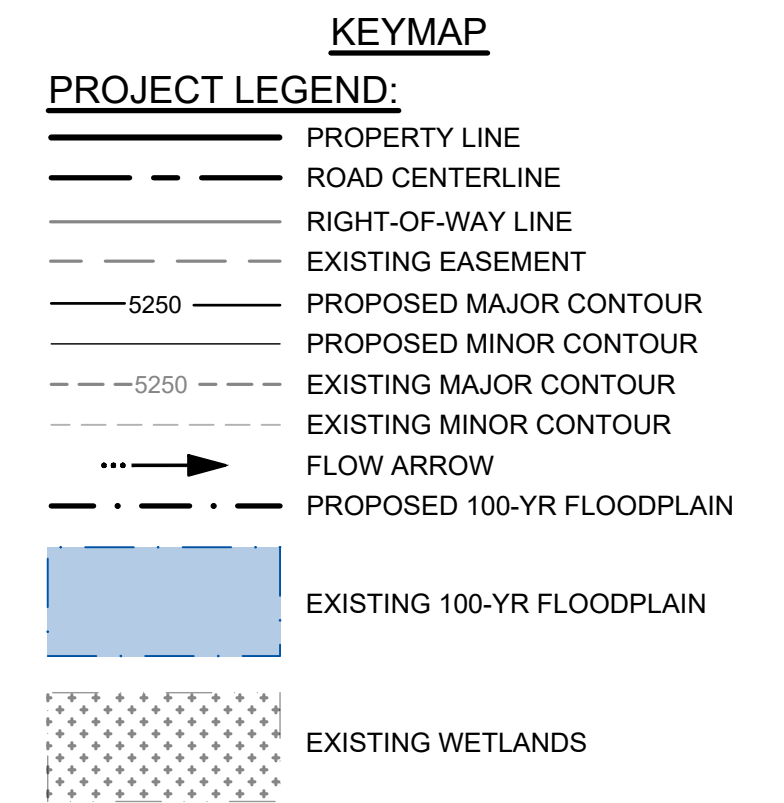 KEYMAP
PROJECT LEGEND:
PROPERTY LINE
ROAD CENTERLINE
RIGHT-OF-WAY LINE
EXISTING EASEMENT
5250 PROPOSED MAJOR CONTOUR
PROPOSED MINOR CONTOUR
5250 EXISTING MAJOR CONTOUR
EXISTING MINOR CONTOUR
FLOW ARROW
PROPOSED 100-YR FLOODPLAIN
EXISTING 100-YR FLOODPLAIN
EXISTING WETLANDS